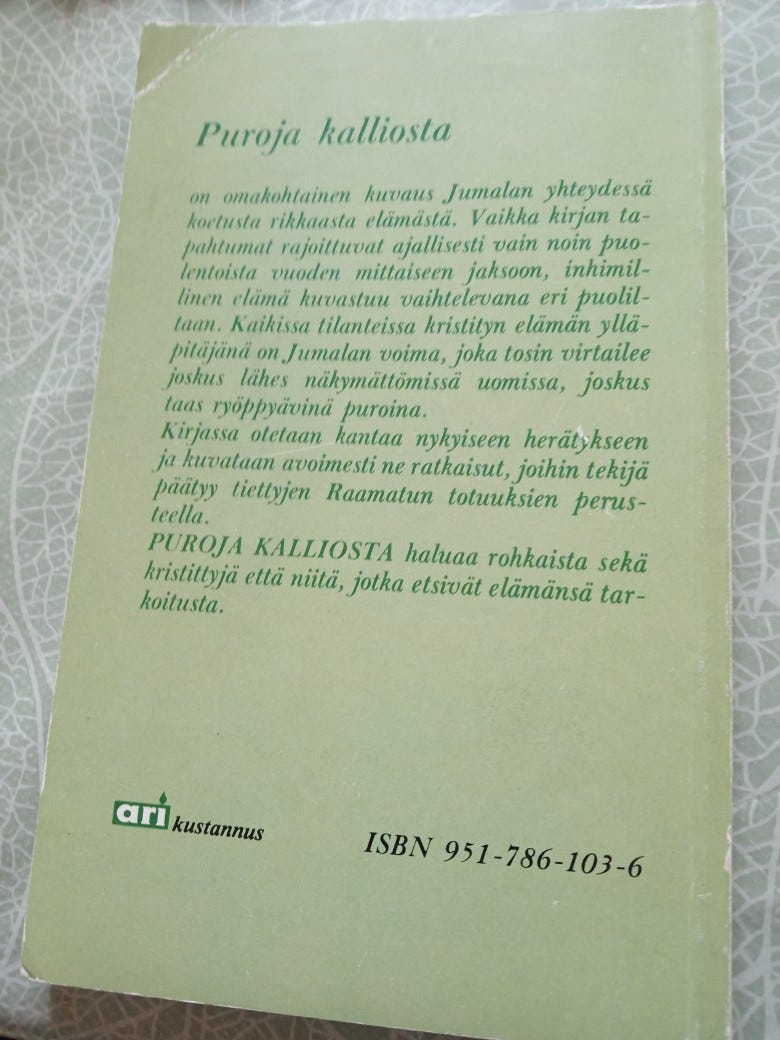 Puroja kalliosta
on omakohtainen kuvaus Jumalan yhteydessä
koetusta rikkaasta elämästä. Vaikka kirjan ta-
pahtumat rajoittuvat ajallisesti vain noin puo-
lentoista vuoden mittaiseen jaksoon, inhimil-
linen elämä kuvastuu vaihtelevana eri puolil-
taan. Kaikissa tilanteissa kristityn elämän yllä-
pitäjänä on Jumalan voima, joka tosin virtailee
joskus lähes näkymättömissä uomissa, joskus
taas ryöppyävinä puroina.
Kirjassa otetaan kantaa nykyiseen herätykseen
ja kuvataan avoimesti ne ratkaisut, joihin tekijä
päätyy tiettyjen Raamatun totuuksien perus-
teella.
PUROJA KALLIOSTA haluaa rohkaista sekä
kristittyjä että niitä, jotka etsivät elämänsä tar-
koitusta.
ari kustannus
ISBN 951-786-103-6